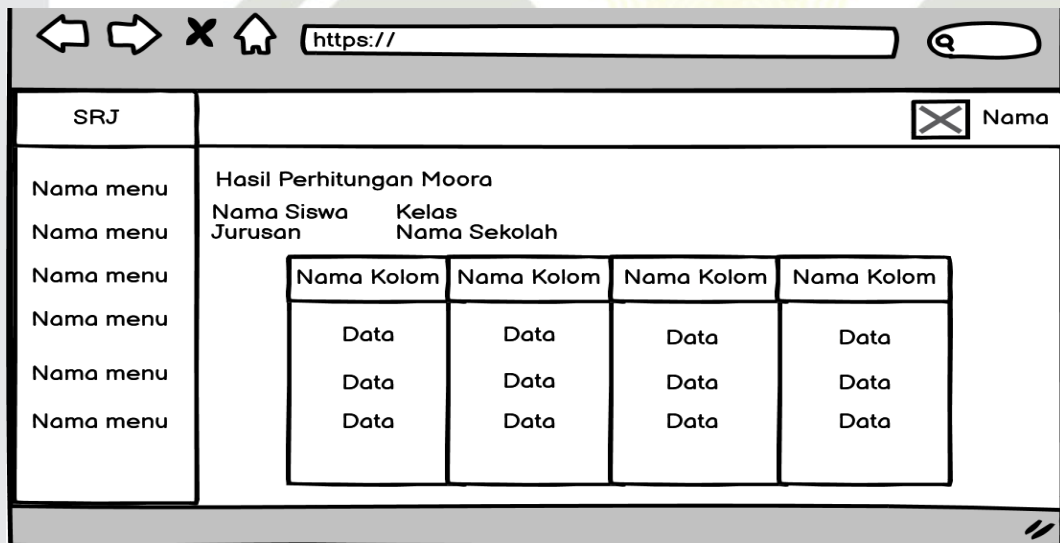 https://
SRJ
Nama
Nama menu
Nama menu
Nama menu
Nama menu
Nama menu
Nama menu
Hasil Perhitungan Moora
Nama Siswa Kelas
Jurusan Nama Sekolah
Nama Kolom Nama Kolom Nama Kolom Nama Kolom
Data Data Data Data
Data Data Data Data
Data Data Data Data